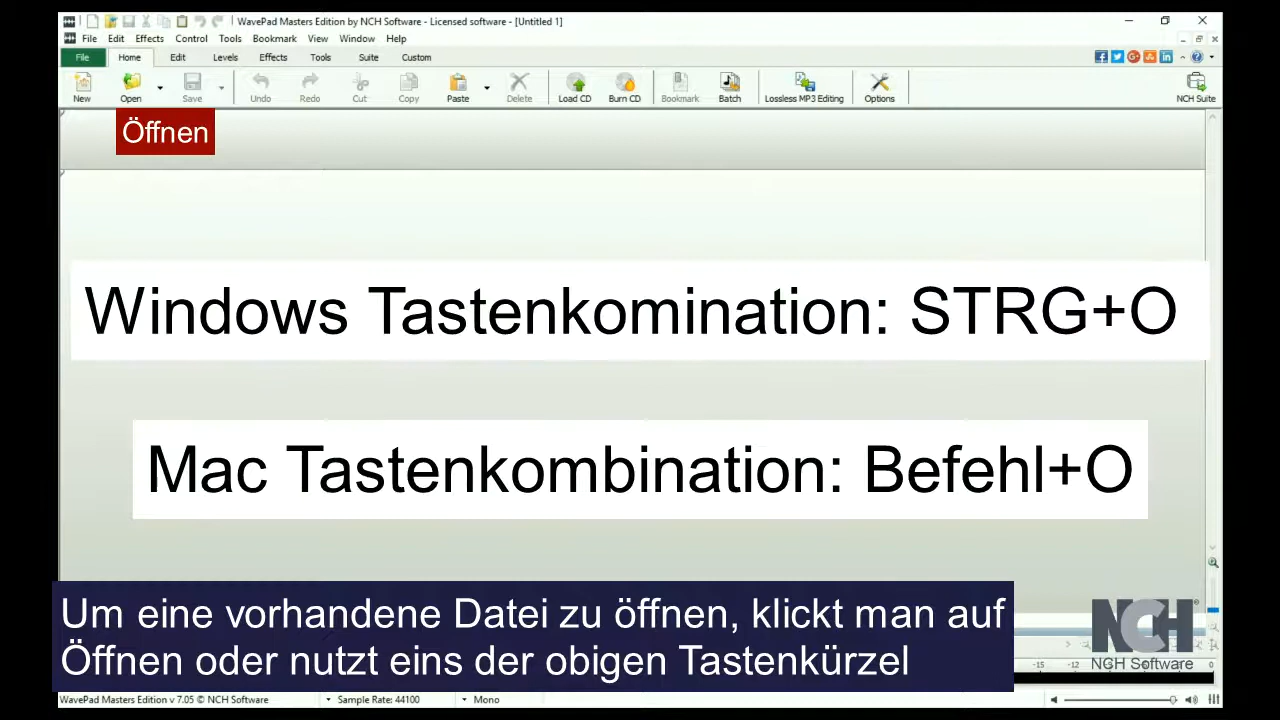 WavePad Masters Edition by NCH Software - Licensed software - [Untitled 1]
File Edit Effects Control Tools Bookmark View Window Help
File Home Edit Levels Effects Tools Suite Custom
New Open Save Undo Redo Cut Copy Paste Delete Load CD Burn CD Bookmark Batch Lossless MP3 Editing Options NCH Suite
Öffnen
Windows Tastenkomination: STRG+O
Mac Tastenkombination: Befehl+O
Um eine vorhandene Datei zu öffnen, klickt man auf
Öffnen oder nutzt eins der obigen Tastenkürzel
NCH
NCH Software
-15 -12 0
WavePad Masters Edition v 7.05 © NCH Software Sample Rate: 44100 Mono